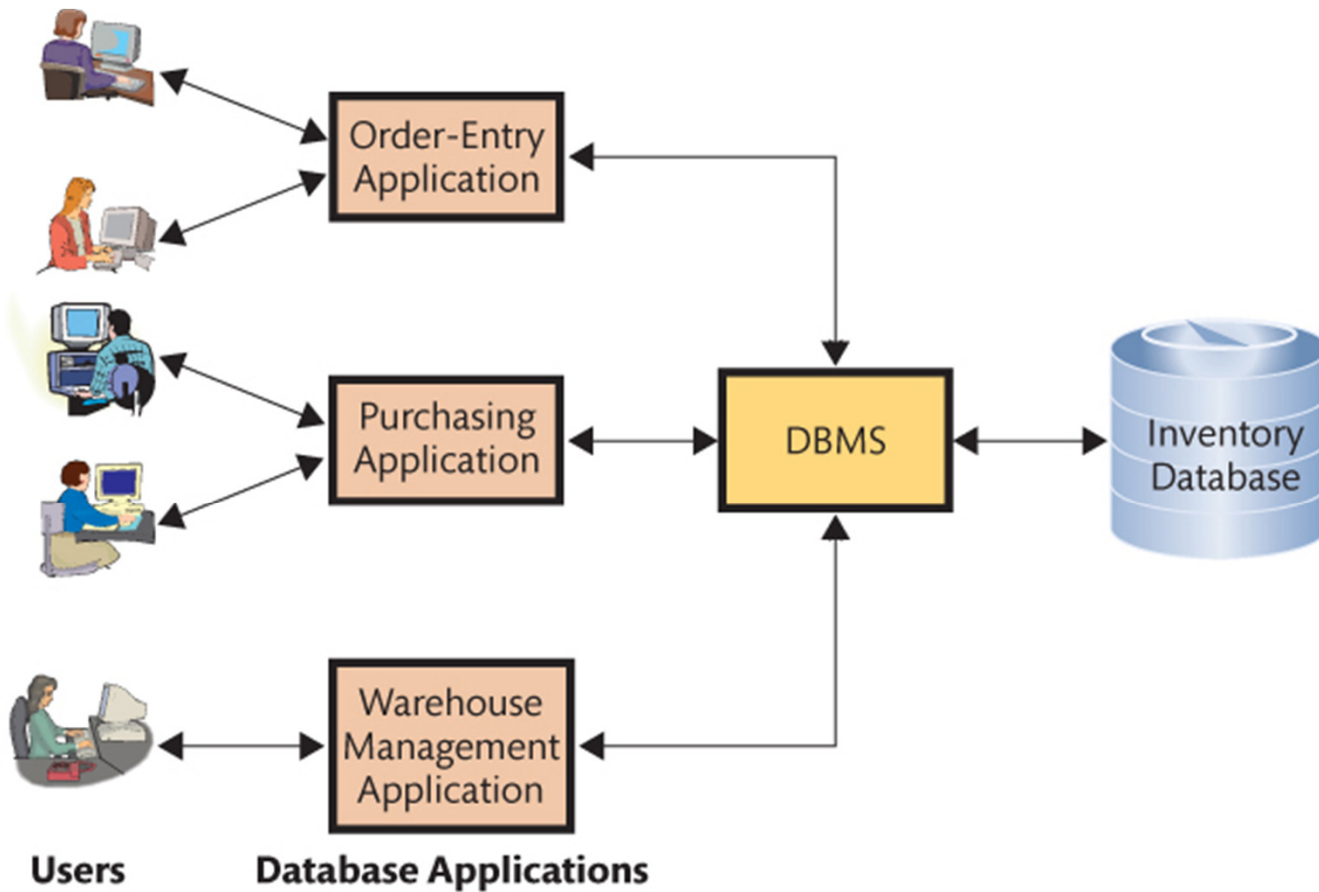 Order-Entry
Application
Purchasing
Application
DBMS
Inventory
Database
Warehouse
Management
Application
Users
Database Applications